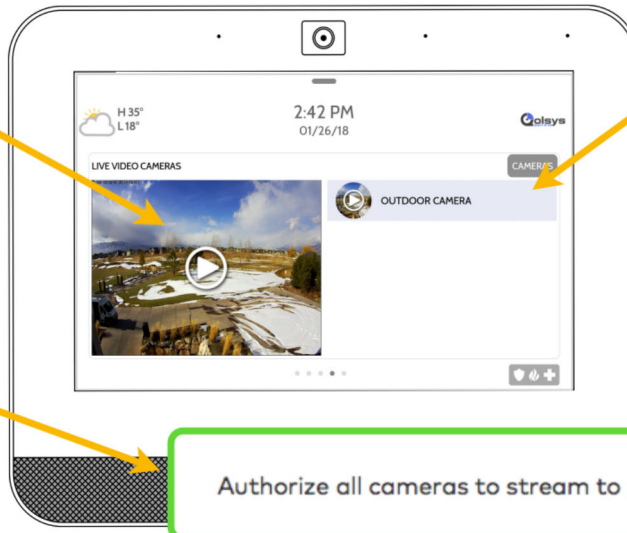 H 35°
L 18°
2:42 PM
01/26/18
Qolsys
LIVE VIDEO CAMERAS
CAMERAS
OUTDOOR CAMERA
Authorize all cameras to stream to